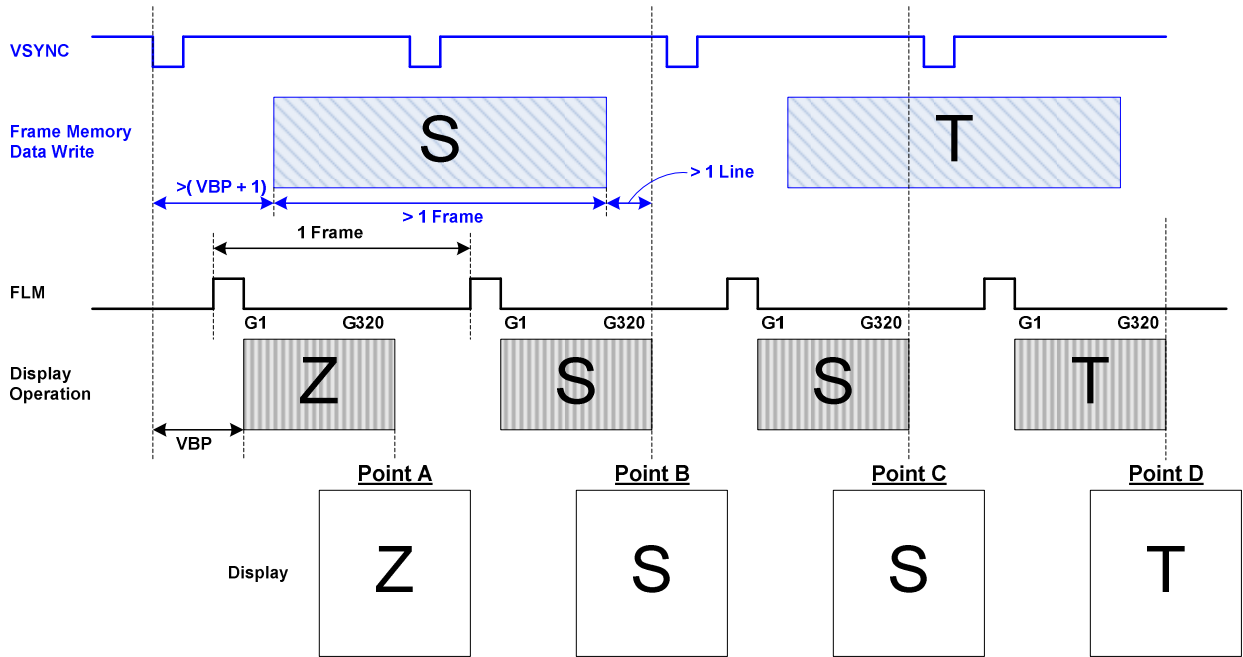 VSYNC
Frame Memory
Data Write
S
T
>( VBP + 1)
> 1 Frame
> 1 Line
1 Frame
FLM
G1
G320
G1
G320
G1
G320
G1
G320
Display
Operation
Z
S
S
T
VBP
Point A
Point B
Point C
Point D
Display
Z
S
S
T